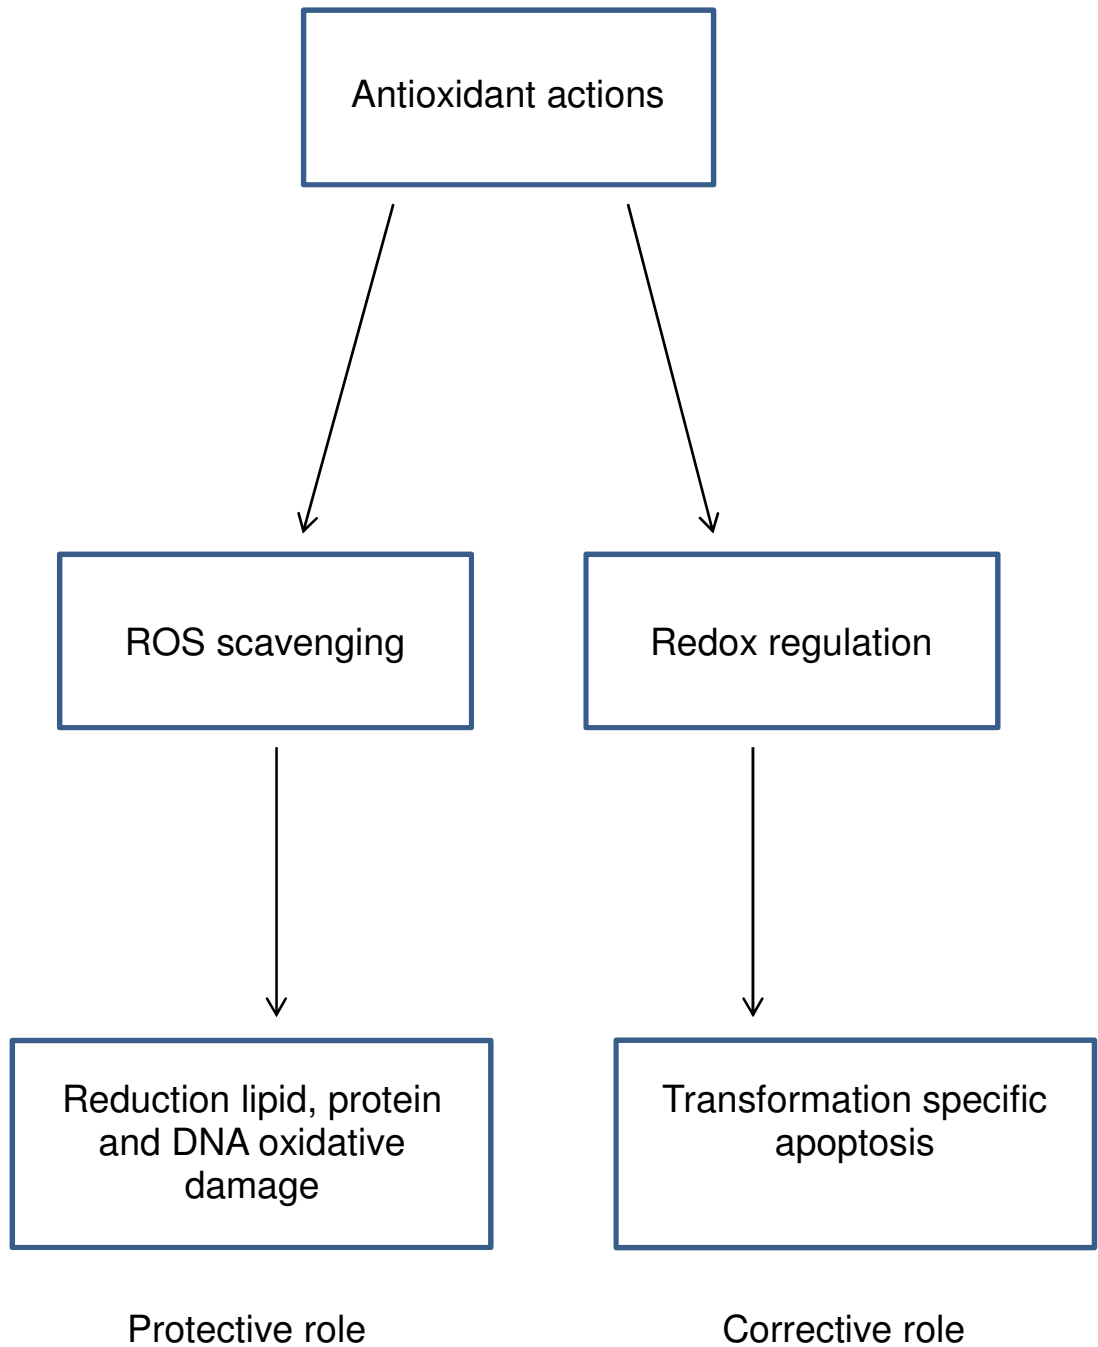 Antioxidant actions
ROS scavenging
Redox regulation
Reduction lipid, protein
and DNA oxidative
damage
Transformation specific
apoptosis
Protective role
Corrective role